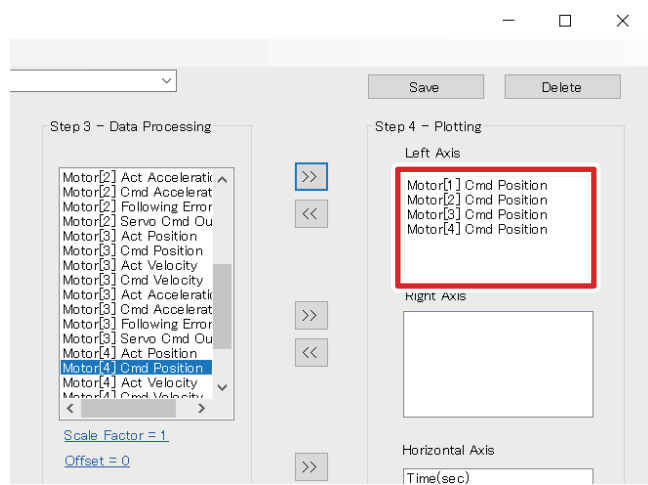 Save
Delete
Step 3 - Data Processing
Motor[2] Act Acceleratic
Motor[2] Cmd Accelerat
Motor[2] Following Error
Motor[2] Servo Cmd Ou
Motor[3] Act Position
Motor[3] Cmd Position
Motor[3] Act Velocity
Motor[3] Cmd Velocity
Motor[3] Act Acceleratic
Motor[3] Cmd Accelerat
Motor[3] Following Error
Motor[3] Servo Cmd Ou
Motor[4] Act Position
Motor[4] Cmd Position
Motor[4] Act Velocity
Motor[4] Cmd Velocity
Scale Factor = 1
Offset = 0
>>
<<
>>
<<
>>
Step 4 - Plotting
Left Axis
Motor[1] Cmd Position
Motor[2] Cmd Position
Motor[3] Cmd Position
Motor[4] Cmd Position
Right Axis
Horizontal Axis
Time(sec)